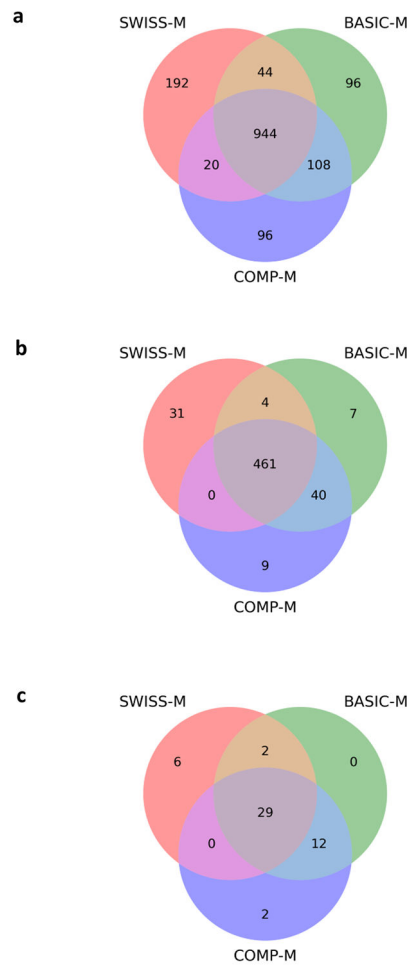 a
SWISS-M BASIC-M
192 44 96
944
20 108
96
COMP-M
b
SWISS-M BASIC-M
31 4 7
461
0 40
9
COMP-M
c
SWISS-M BASIC-M
6 2 0
29
0 12
2
COMP-M